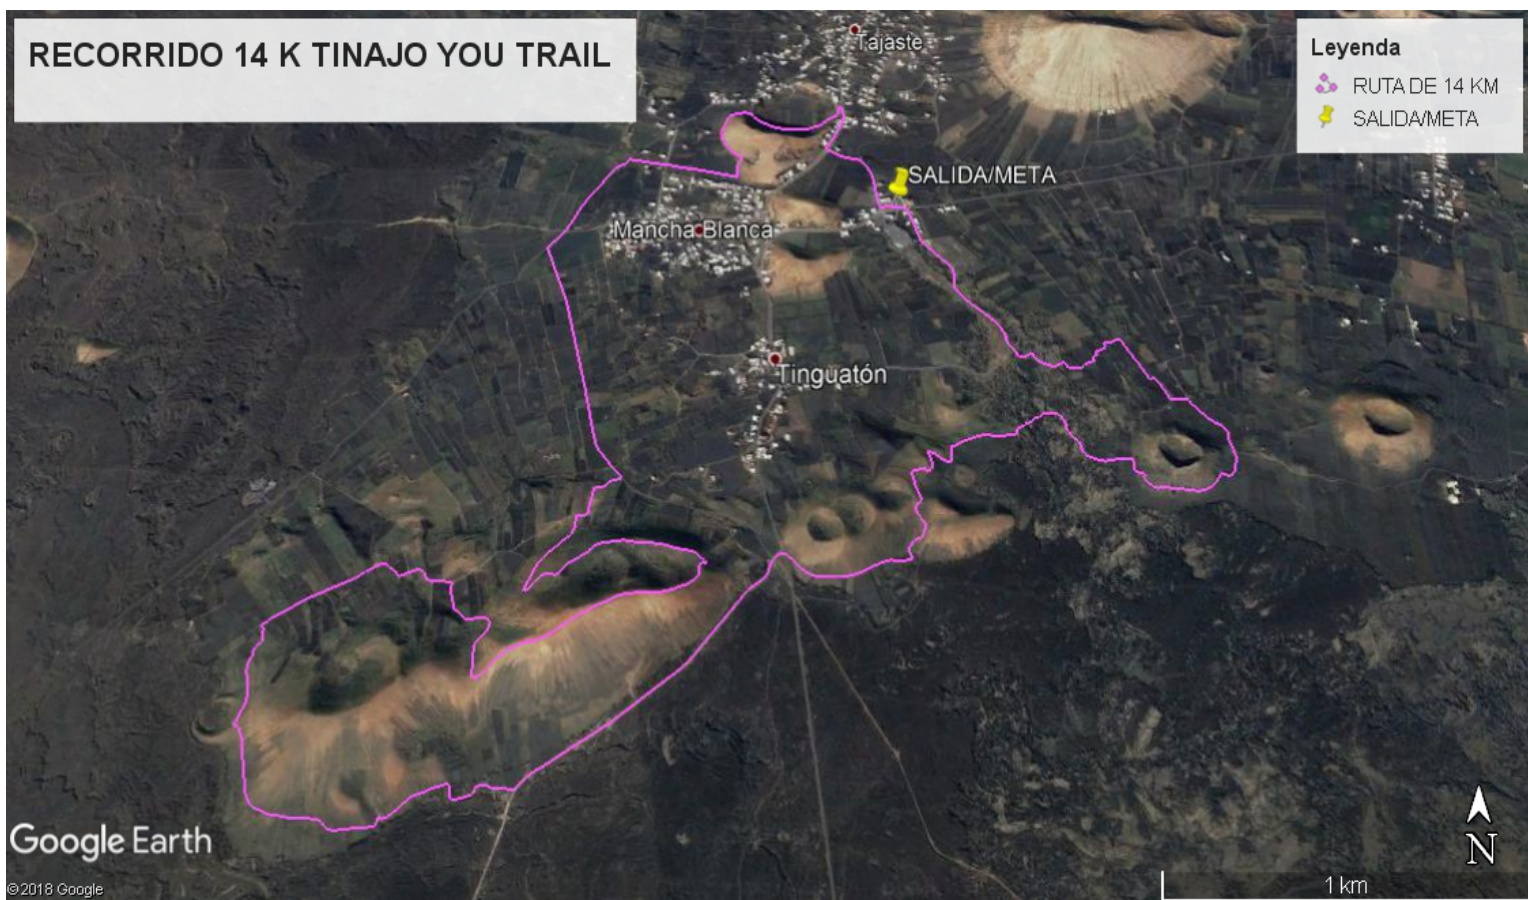 RECORRIDO 14 K TINAJO YOU TRAIL
Tajaste
Leyenda
RUTA DE 14 KM
SALIDA/META
SALIDA/META
Mancha Blanca
Tinguatón
Google Earth
N
©2018 Google
1 km